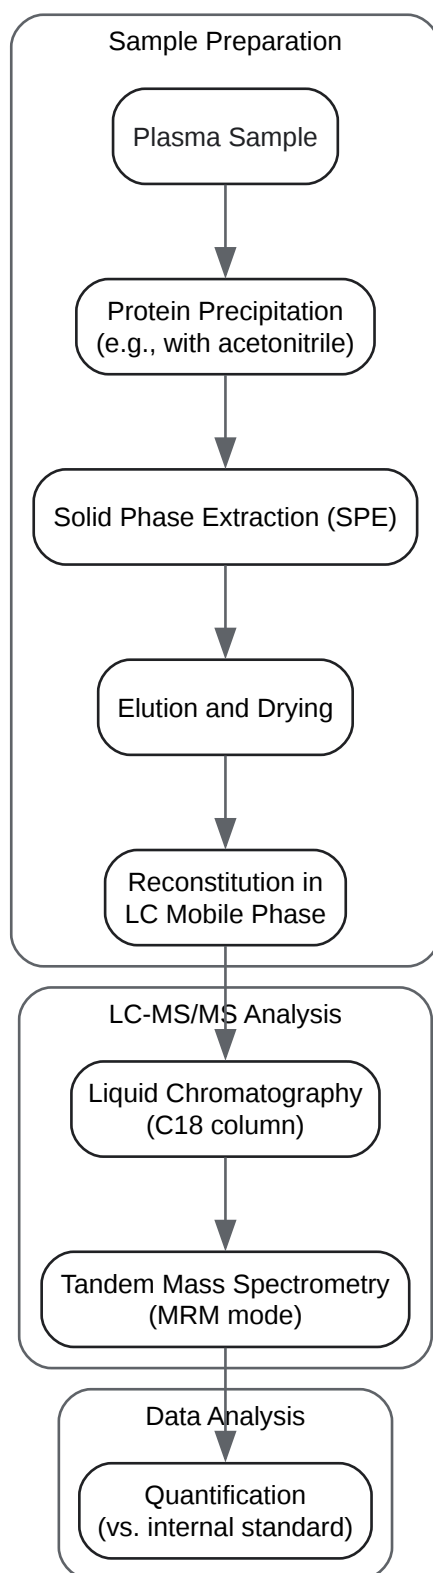 Sample Preparation
Plasma Sample
Protein Precipitation
(e.g., with acetonitrile)
Solid Phase Extraction (SPE)
Elution and Drying
Reconstitution in
LC Mobile Phase
LC-MS/MS Analysis
Liquid Chromatography
(C18 column)
Tandem Mass Spectrometry
(MRM mode)
Data Analysis
Quantification
(vs. internal standard)